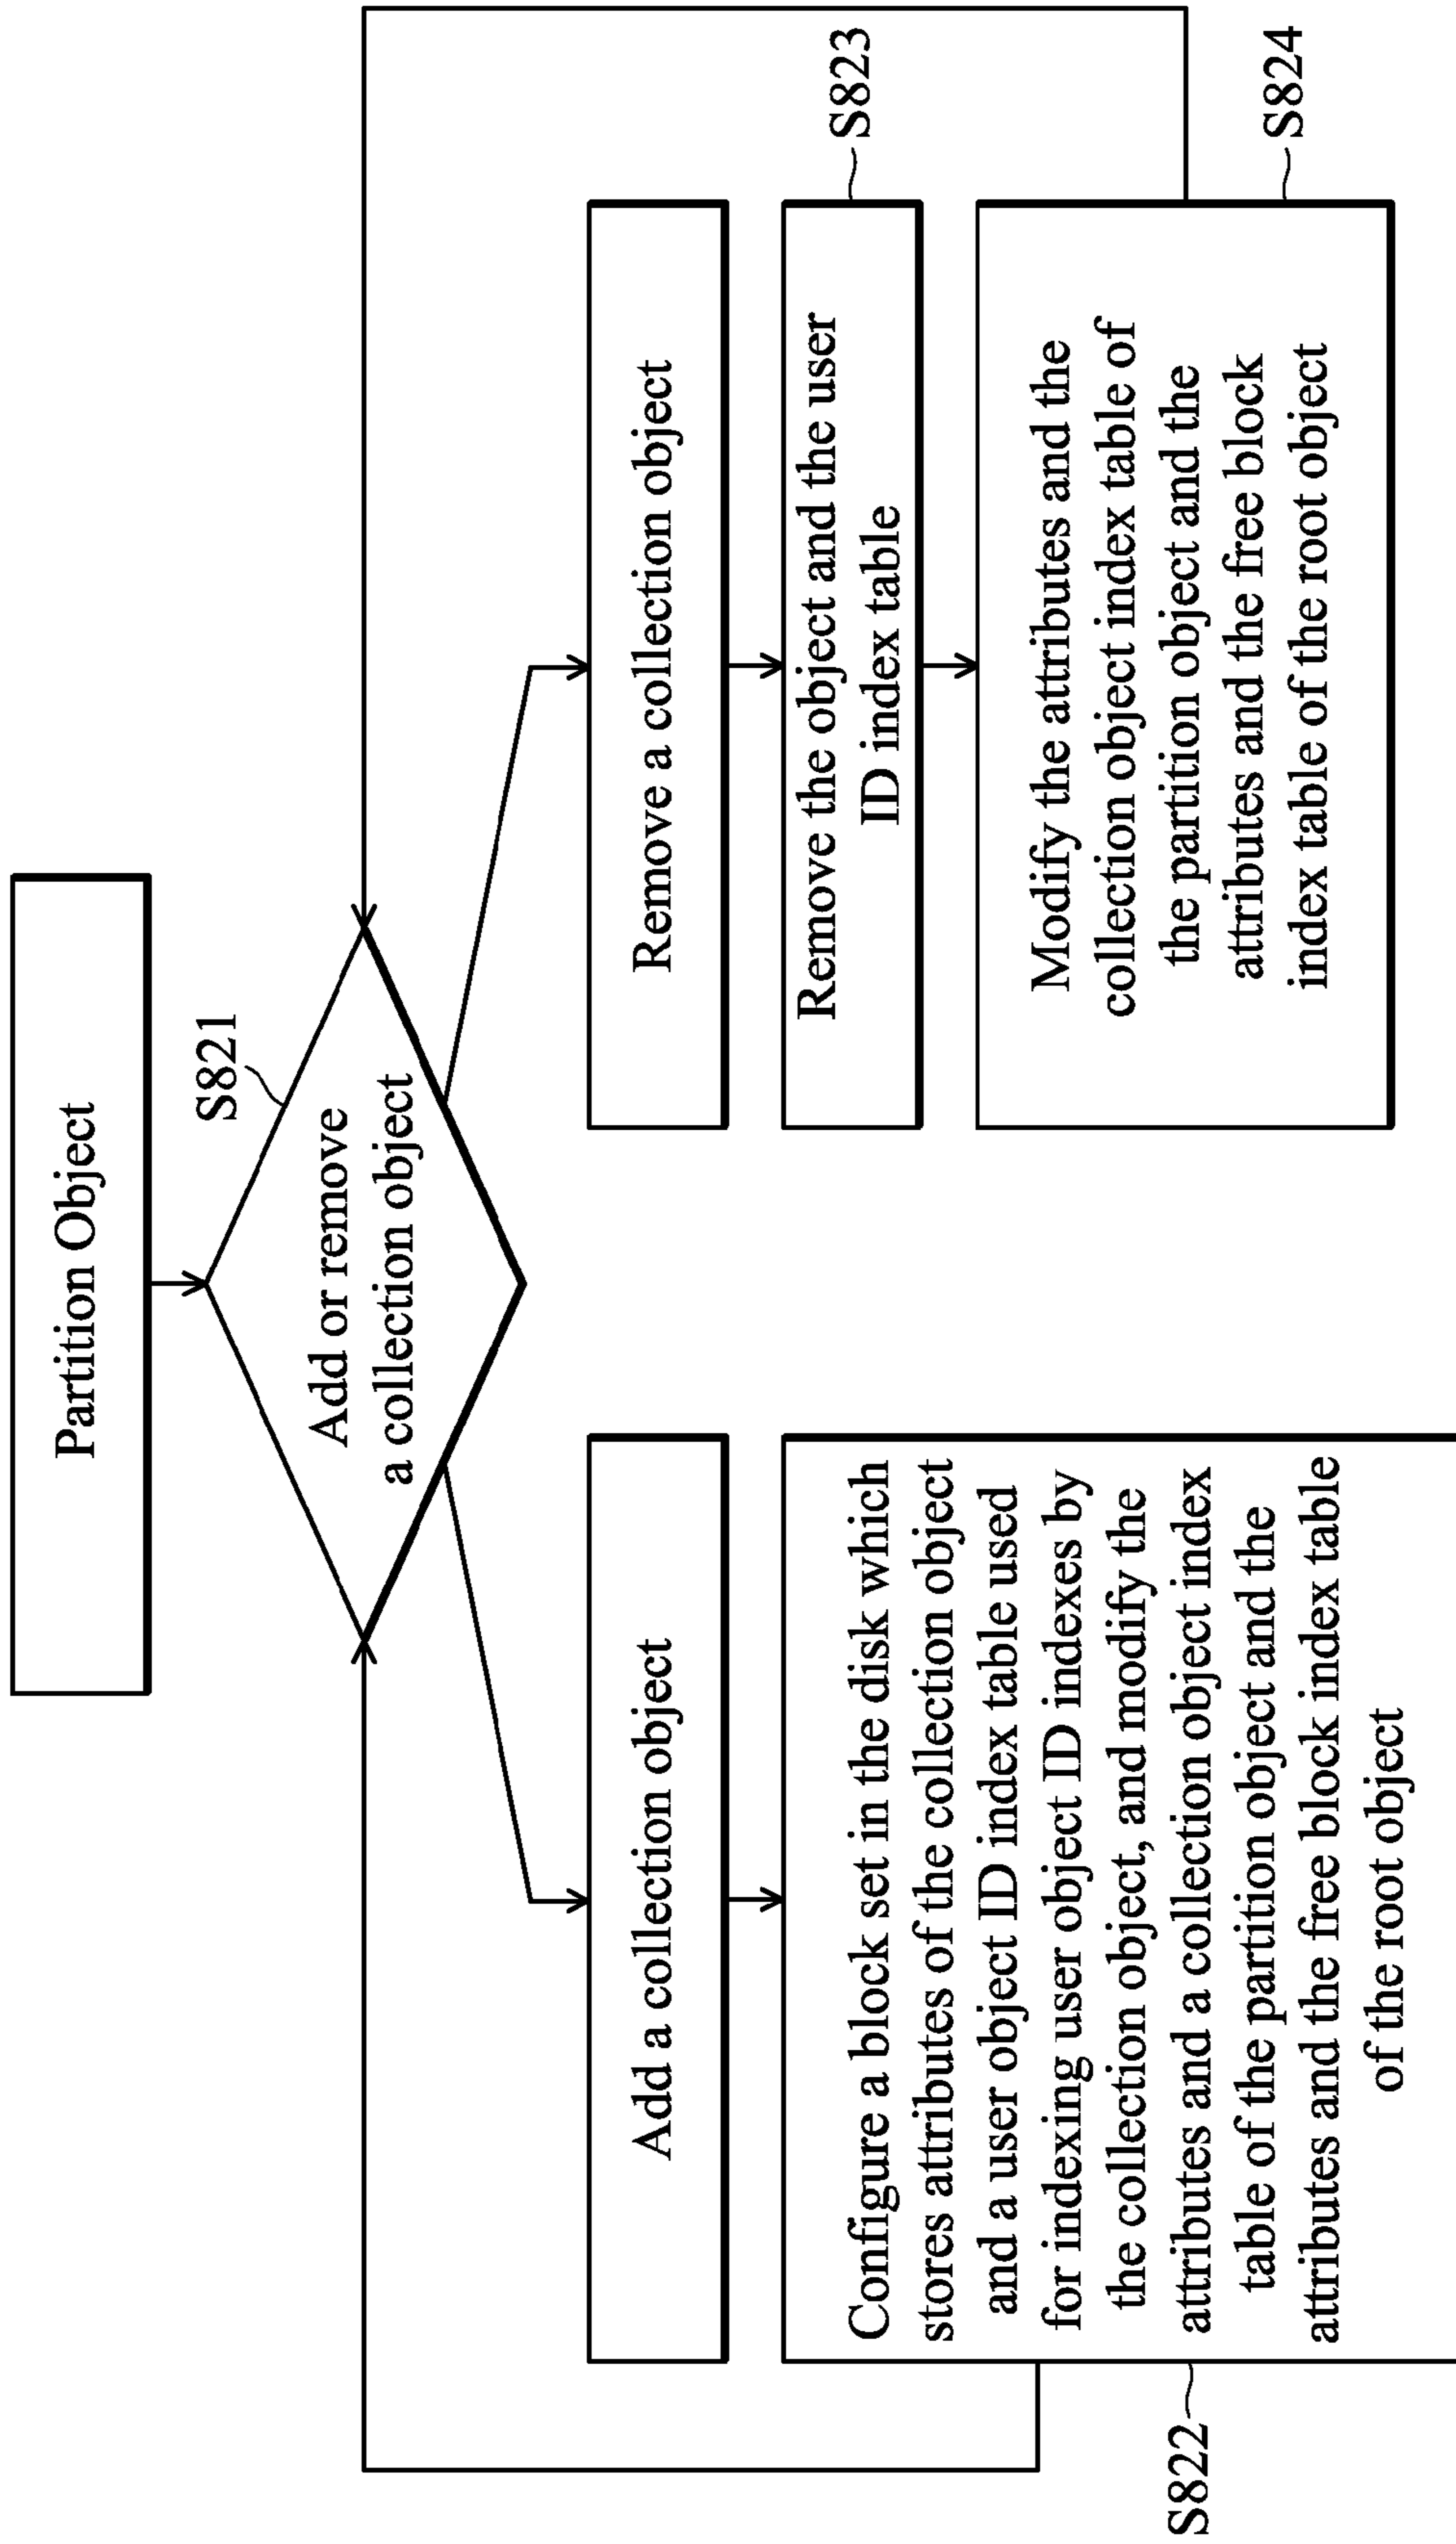 Partition Object
S821
Add or remove
a collection object
Add a collection object
Configure a block set in the disk which
stores attributes of the collection object
and a user object ID index table used
for indexing user object ID indexes by
the collection object, and modify the
attributes and a collection object index
table of the partition object and the
attributes and the free block index table
of the root object
S822
Remove a collection object
Remove the object and the user
ID index table
S823
Modify the attributes and the
collection object index table of
the partition object and the
attributes and the free block
index table of the root object
S824